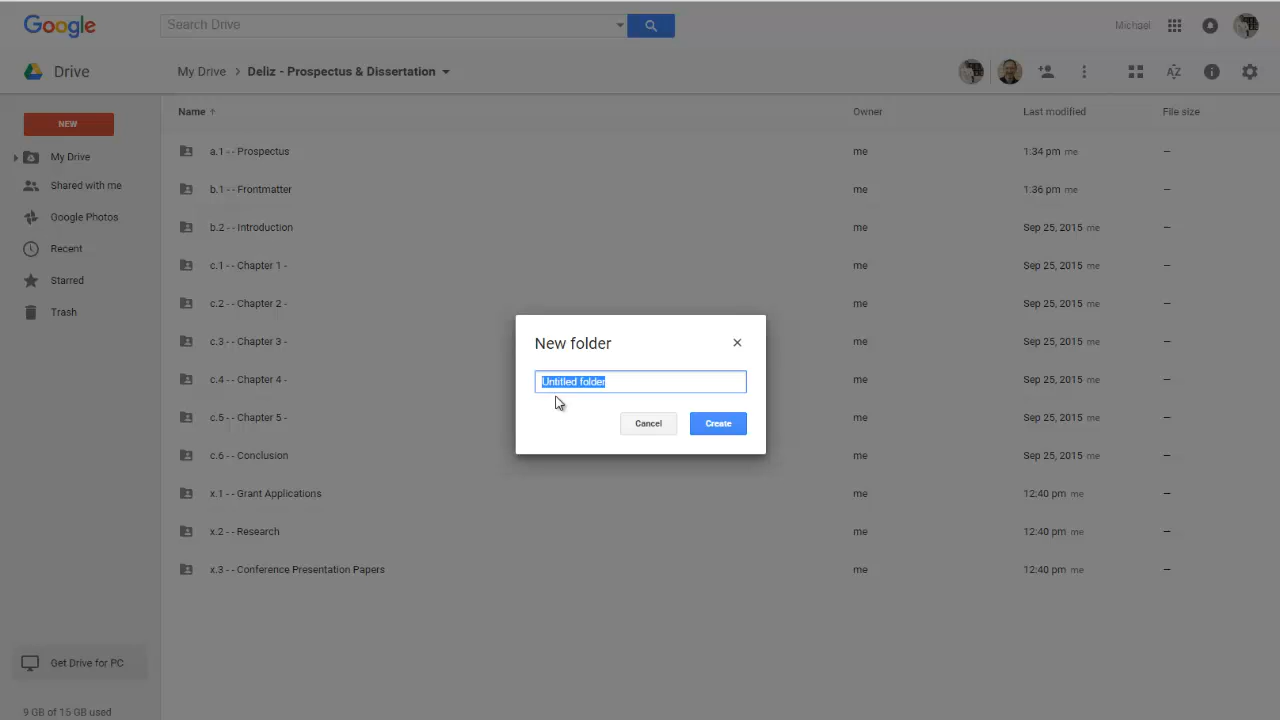 Google
Search Drive
Michael
Drive
My Drive > Deliz - Prospectus & Dissertation
NEW
My Drive
Shared with me
Google Photos
Recent
Starred
Trash
Get Drive for PC
9 GB of 15 GB used
Name ↑ Owner Last modified File size
a.1 - - Prospectus me 1:34 pm me —
b.1 - - Frontmatter me 1:36 pm me —
b.2 - - Introduction me Sep 25, 2015 me —
c.1 - - Chapter 1 - me Sep 25, 2015 me —
c.2 - - Chapter 2 - me Sep 25, 2015 me —
c.3 - - Chapter 3 - me Sep 25, 2015 me —
c.4 - - Chapter 4 - me Sep 25, 2015 me —
c.5 - - Chapter 5 - me Sep 25, 2015 me —
c.6 - - Conclusion me Sep 25, 2015 me —
x.1 - - Grant Applications me 12:40 pm me —
x.2 - - Research me 12:40 pm me —
x.3 - - Conference Presentation Papers me 12:40 pm me —
New folder
Untitled folder
Cancel Create